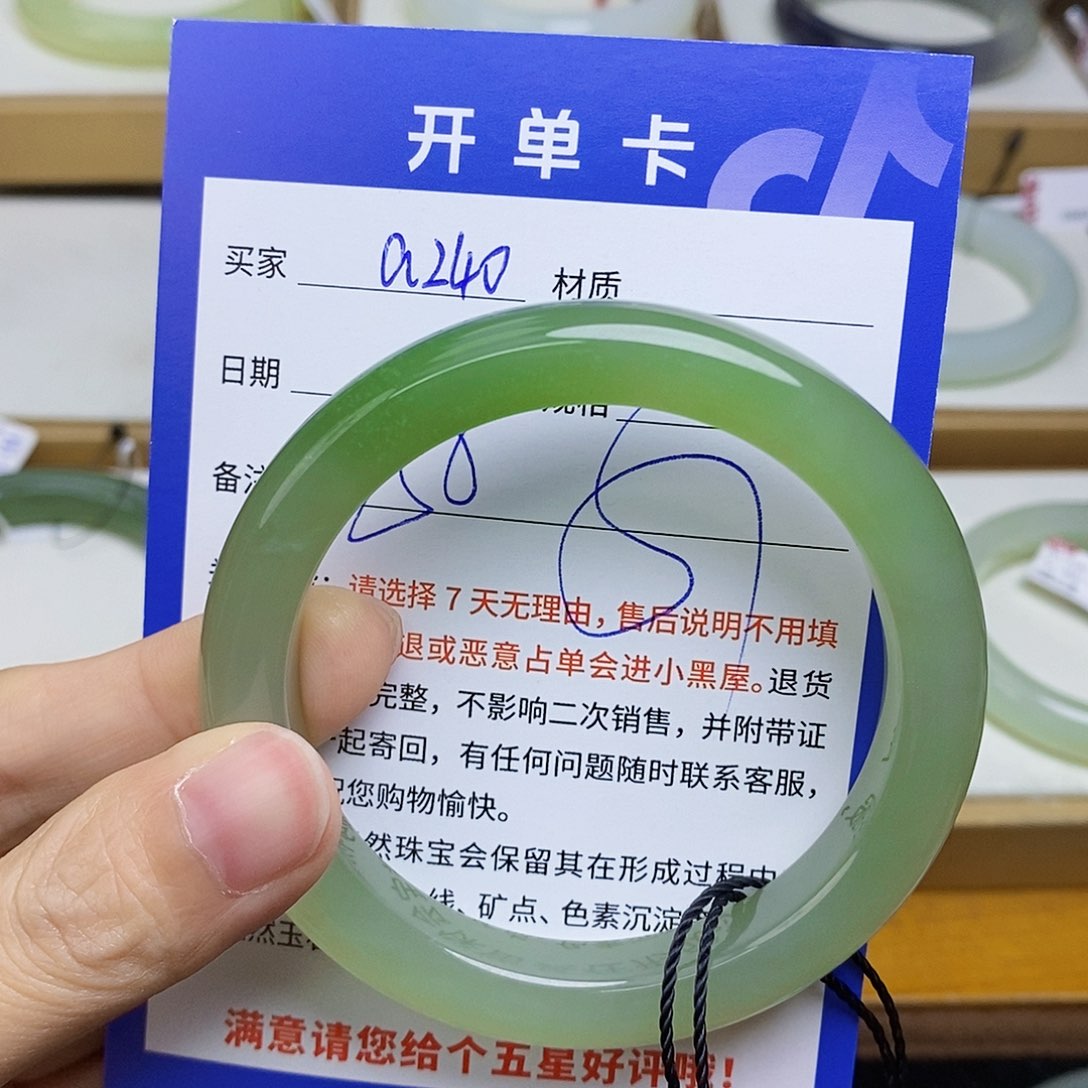 开单卡
买家 a240 材质
日期 规格
备注
请选择 7 天无理由，售后说明不用填
退或恶意占单会进小黑屋。退货
完整，不影响二次销售，并附带证
一起寄回，有任何问题随时联系客服，
祝您购物愉快。
然珠宝会保留其在形成过程中
线、矿点、色素沉淀
然玉
满意请您给个五星好评哦！